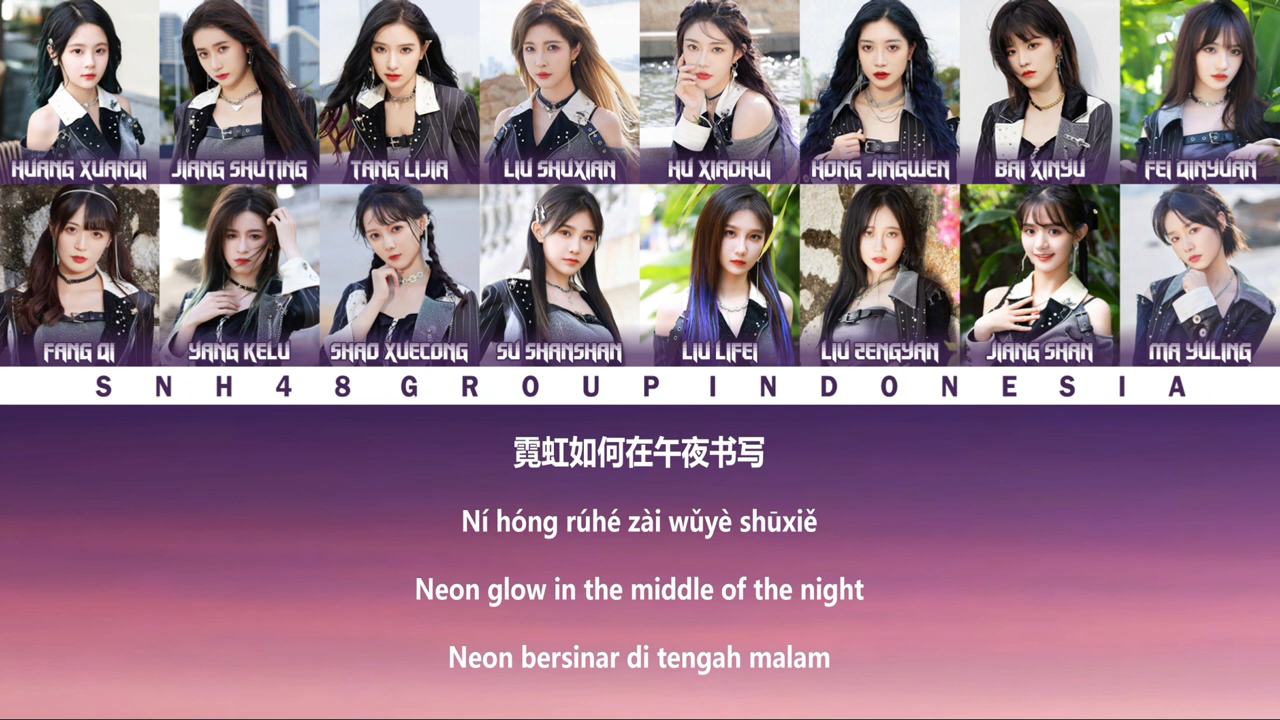 HUANG XUANQI JIANG SHUTING TANG LIJIA LIU SHUXIAN HU XIAOHUI HONG JINGWEN BAI XINYU FEI QINYUAN
FANG QI YANG KELU SHAO XUECONG SU SHANSHAN LIU LIFEI LIU ZENGYAN JIANG SHAN MA YULING
SNH48GROUPINDONESIA
霓虹如何在午夜书写
Ní hóng rúhé zài wǔyè shūxiě
Neon glow in the middle of the night
Neon bersinar di tengah malam